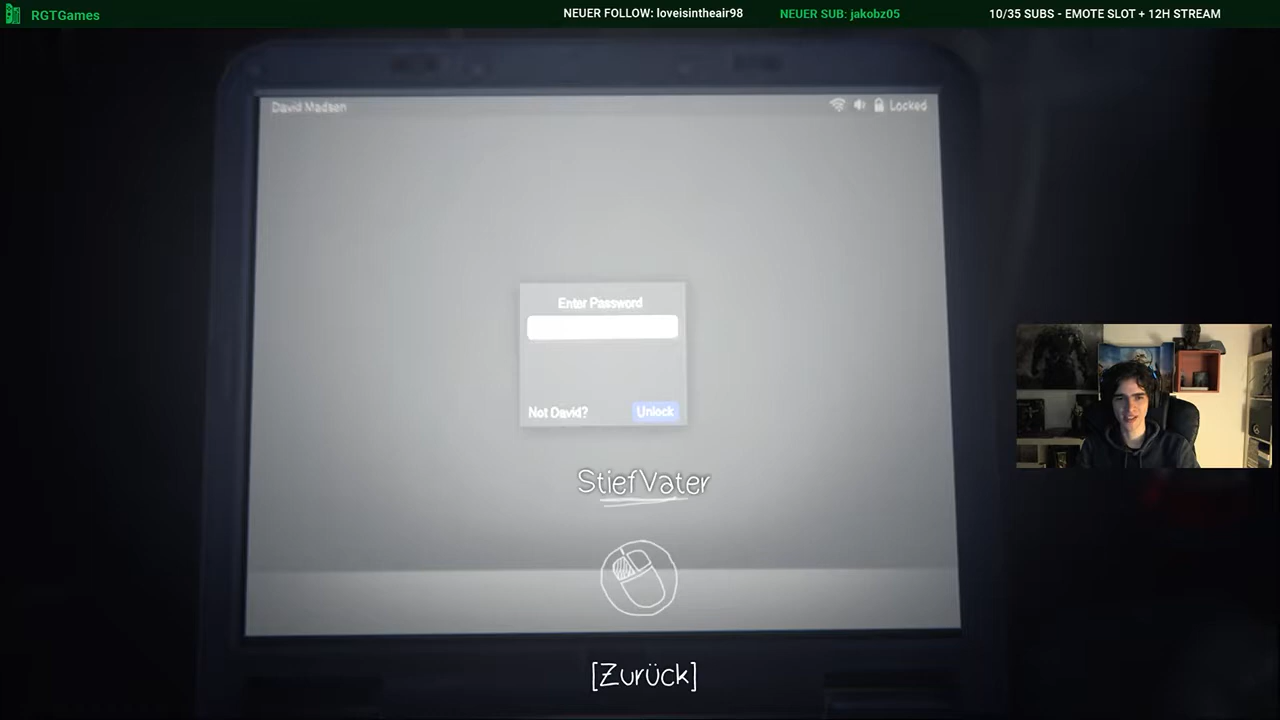 RGTGames
NEUER FOLLOW: loveisintheair98
NEUER SUB: jakobz05
10/35 SUBS - EMOTE SLOT + 12H STREAM
David Madsen
Locked
Enter Password
Not David?
Unlock
StiefVater
[Zurück]